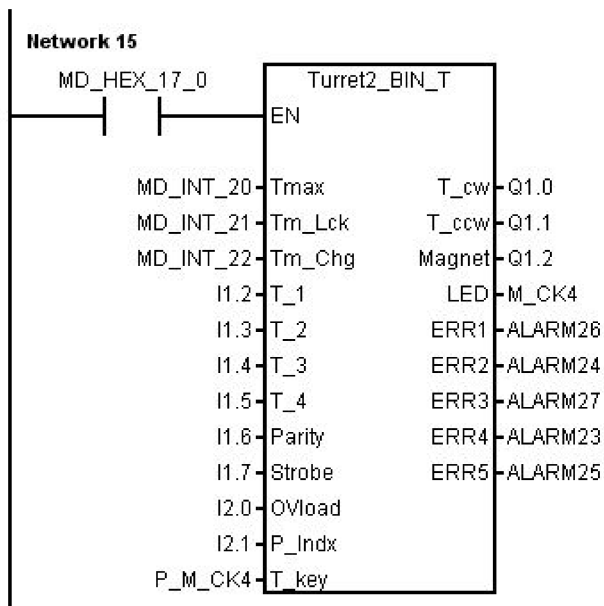 Network 15
MD_HEX_17_0 Turret2_BIN_T
EN
MD_INT_20 Tmax T_cw Q1.0
MD_INT_21 Tm_Lck T_ccw Q1.1
MD_INT_22 Tm_Chg Magnet Q1.2
I1.2 T_1 LED M_CK4
I1.3 T_2 ERR1 ALARM26
I1.4 T_3 ERR2 ALARM24
I1.5 T_4 ERR3 ALARM27
I1.6 Parity ERR4 ALARM23
I1.7 Strobe ERR5 ALARM25
I2.0 OVload
I2.1 P_Indx
P_M_CK4 T_key